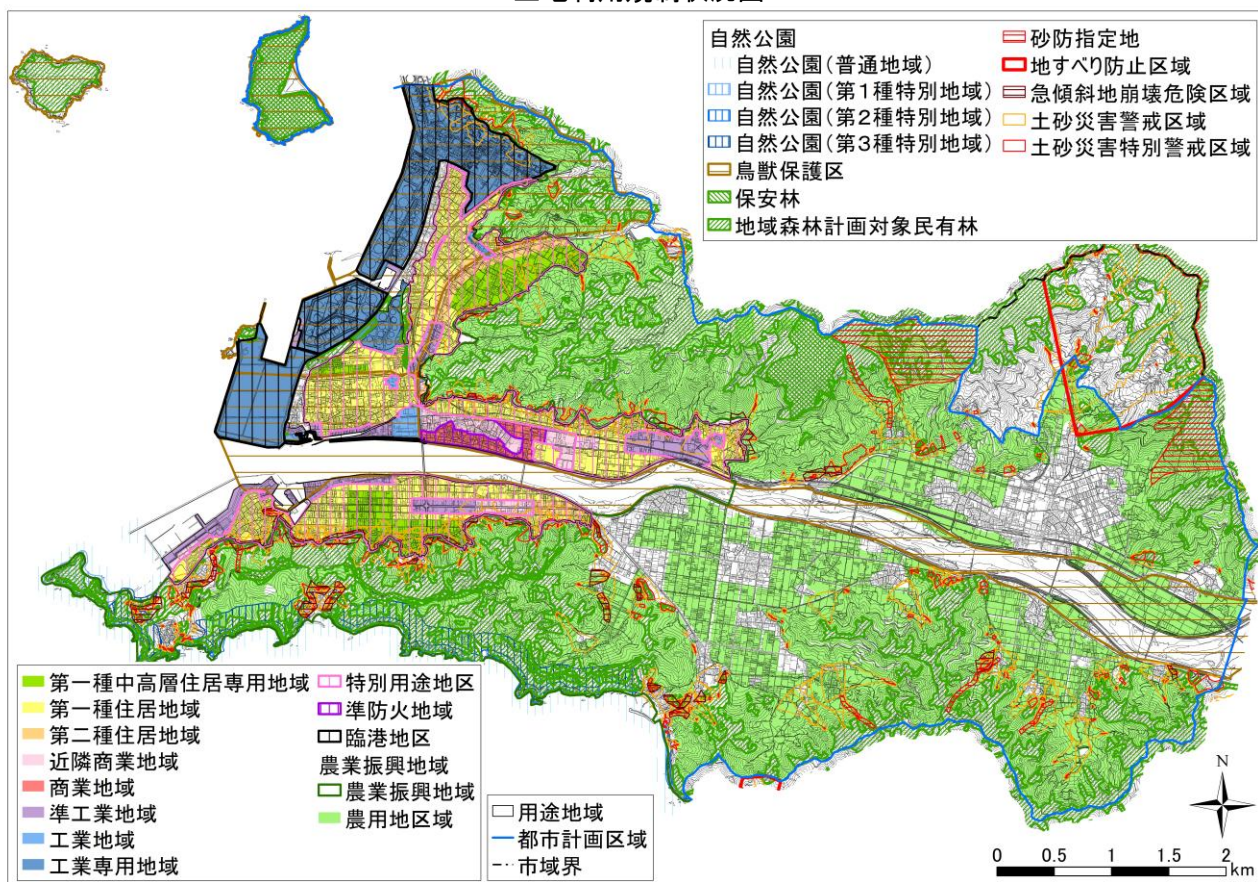 自然公園
自然公園(普通地域)
自然公園(第1種特別地域)
自然公園(第2種特別地域)
自然公園(第3種特別地域)
鳥獣保護区
保安林
地域森林計画対象民有林
砂防指定地
地すべり防止区域
急傾斜地崩壊危険区域
土砂災害警戒区域
土砂災害特別警戒区域
第一種中高層住居専用地域
第一種住居地域
第二種住居地域
近隣商業地域
商業地域
準工業地域
工業地域
工業専用地域
特別用途地区
準防火地域
臨港地区
農業振興地域
農業振興地域
農用地区域
用途地域
都市計画区域
市域界
N
0 0.5 1 1.5 2
km